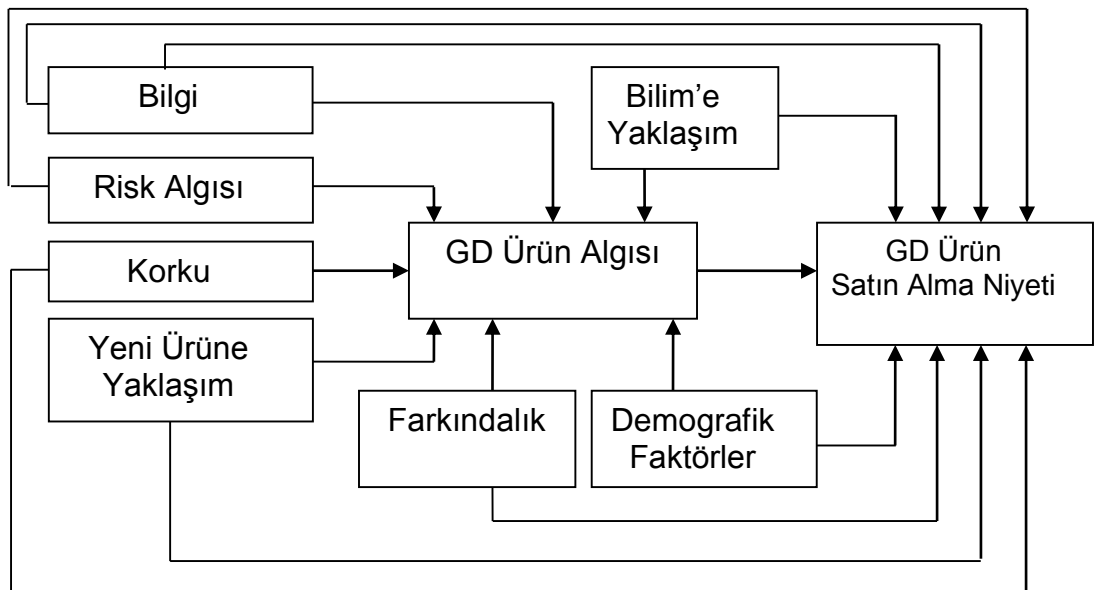 Bilgi
Bilim’e
Yaklaşım
Risk Algısı
GD Ürün Algısı
GD Ürün
Satın Alma Niyeti
Korku
Yeni Ürüne
Yaklaşım
Farkındalık
Demografik
Faktörler